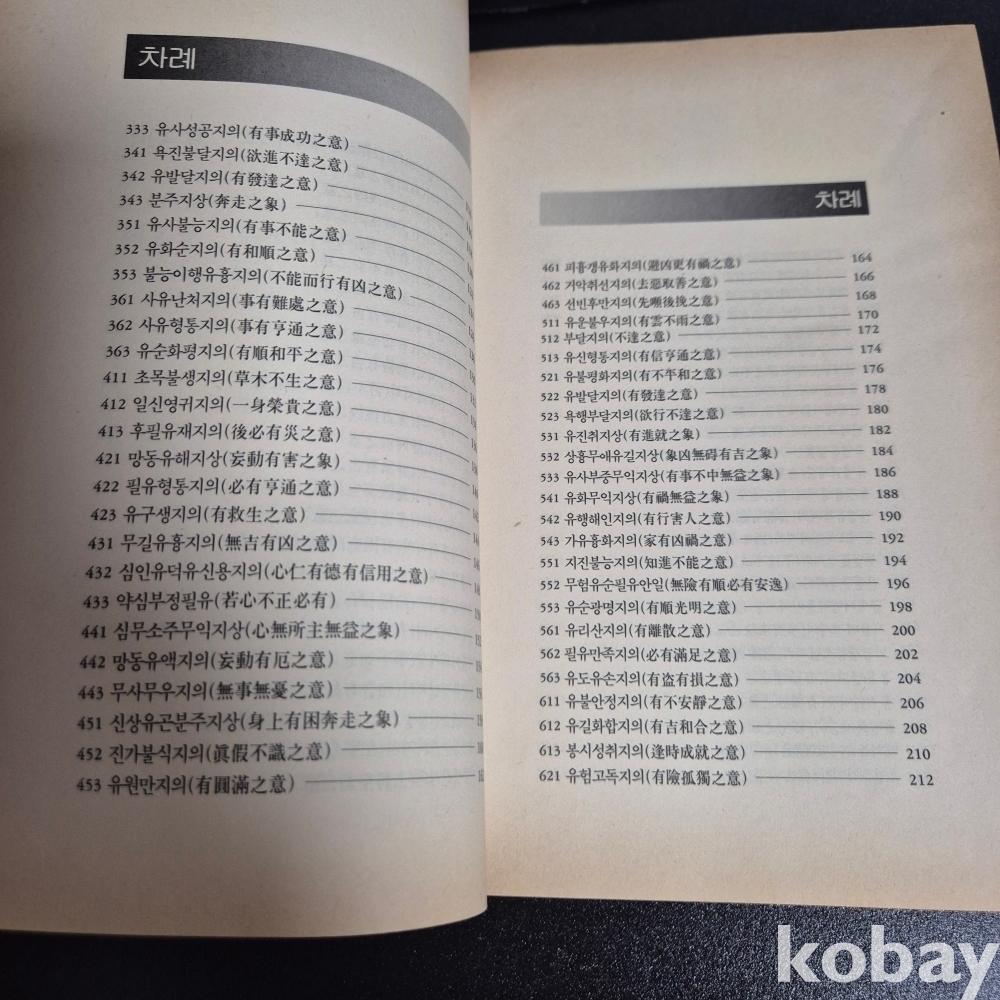 차례
333 유사성공지의(有事成功之意)
341 욕진불달지의(欲進不達之意)
342 유발달지의(有發達之意)
343 분주지상(奔走之象)
351 유사불능지의(有事不能之意)
352 유화순지의(有和順之意)
353 불능이행유흉지의(不能而行有凶之意)
361 사유난처지의(事有難處之意)
362 사유형통지의(事有亨通之意)
363 유순화평지의(有順和平之意)
411 초목불생지의(草木不生之意)
412 일신영귀지의(一身榮貴之意)
413 후필유재지의(後必有災之意)
421 망동유해지상(妄動有害之象)
422 필유형통지의(必有亨通之意)
423 유구생지의(有救生之意)
431 무길유흉지의(無吉有凶之意)
432 심인유덕유신용지의(心仁有德有信用之意)
433 약심부정필유(若心不正必有)
441 심무소주무익지상(心無所主無益之象)
442 망동유액지의(妄動有厄之意)
443 무사무우지의(無事無憂之意)
451 신상유곤분주지상(身上有困奔走之象)
452 진가불식지의(眞假不識之意)
453 유원만지의(有圓滿之意)
차례
461 피흉갱유화지의(避凶更有禍之意) 164
462 거악취선지의(去惡取善之意) 166
463 선빈후만지의(先嚬後挽之意) 168
511 유운불우지의(有雲不雨之意) 170
512 부달지의(不達之意) 172
513 유신형통지의(有信亨通之意) 174
521 유불평화지의(有不平和之意) 176
522 유발달지의(有發達之意) 178
523 욕행부달지의(欲行不達之意) 180
531 유진취지상(有進就之象) 182
532 상흉무애유길지상(象凶無碍有吉之象) 184
533 유사부중무익지상(有事不中無益之象) 186
541 유화무익지상(有禍無益之象) 188
542 유행해인지의(有行害人之意) 190
543 가유흉화지의(家有凶禍之意) 192
551 지진불능지의(知進不能之意) 194
552 무험유순필유안일(無險有順必有安逸) 196
553 유순광명지의(有順光明之意) 198
561 유리산지의(有離散之意) 200
562 필유만족지의(必有滿足之意) 202
563 유도유손지의(有盜有損之意) 204
611 유불안정지의(有不安靜之意) 206
612 유길화합지의(有吉和合之意) 208
613 봉시성취지의(逢時成就之意) 210
621 유험고독지의(有險孤獨之意) 212
kobay